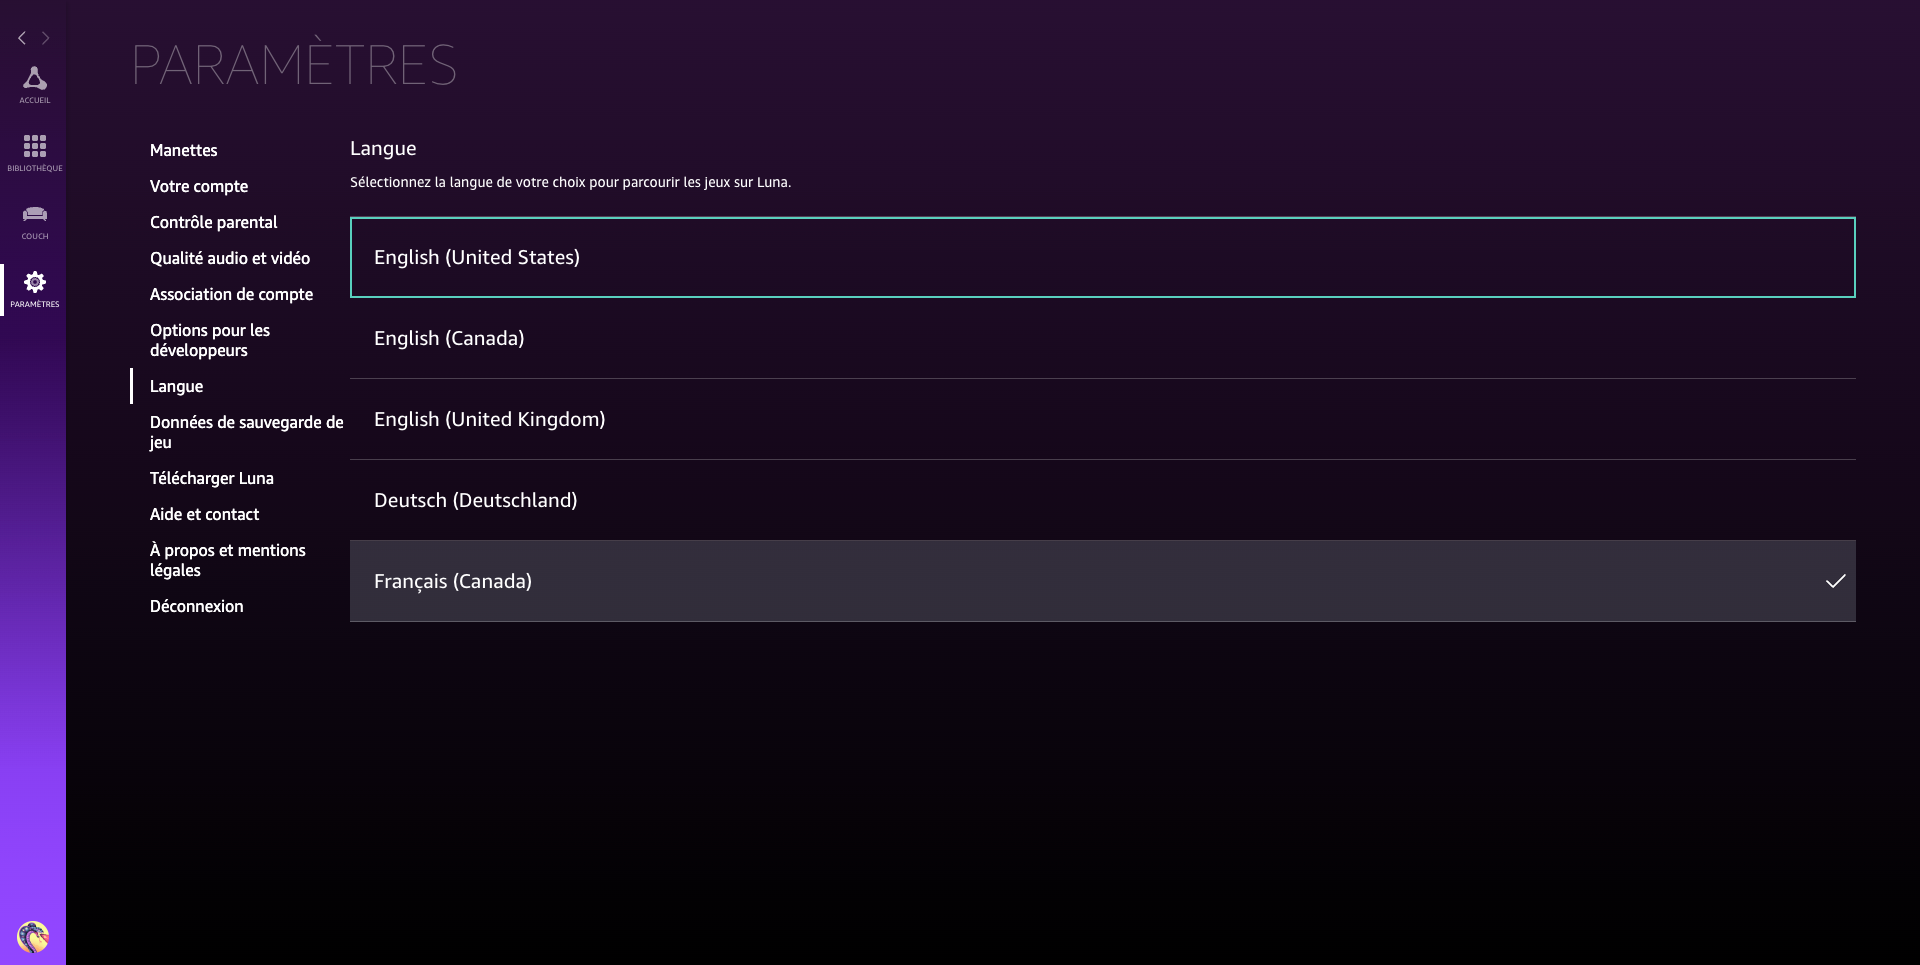 ACCUEIL
BIBLIOTHÈQUE
COUCH
PARAMÈTRES
PARAMÈTRES
Manettes
Votre compte
Contrôle parental
Qualité audio et vidéo
Association de compte
Options pour les
développeurs
Langue
Données de sauvegarde de
jeu
Télécharger Luna
Aide et contact
À propos et mentions
légales
Déconnexion
Langue
Sélectionnez la langue de votre choix pour parcourir les jeux sur Luna.
English (United States)
English (Canada)
English (United Kingdom)
Deutsch (Deutschland)
Français (Canada)